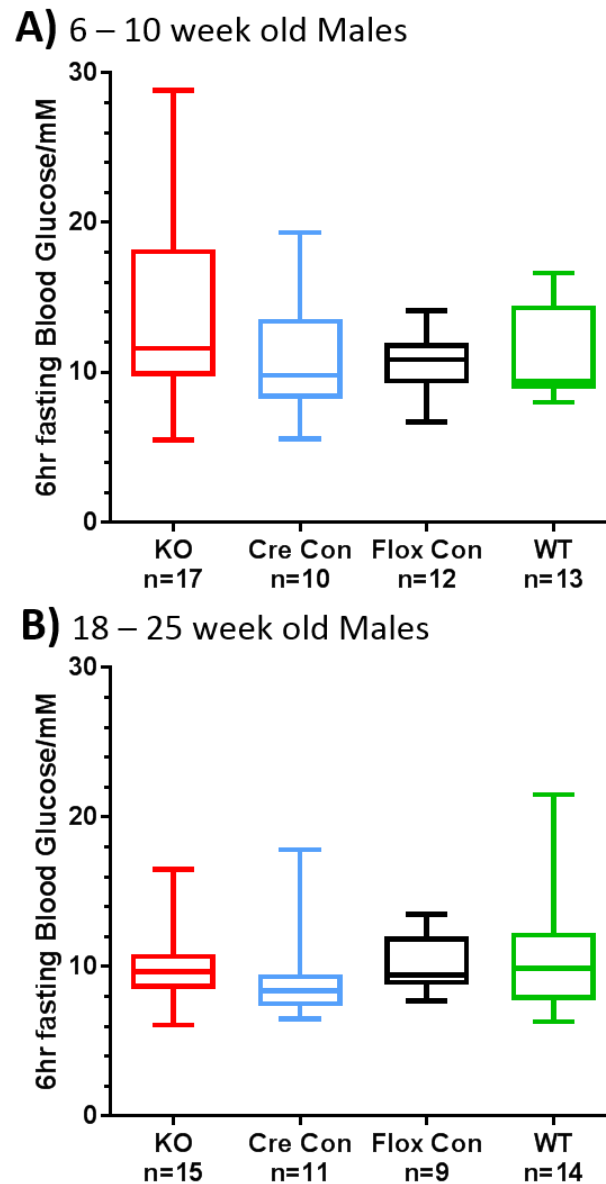 A) 6 – 10 week old Males
6hr fasting Blood Glucose/mM
30
20
10
0
KO Cre Con Flox Con WT
n=17 n=10 n=12 n=13
B) 18 – 25 week old Males
6hr fasting Blood Glucose/mM
30
20
10
0
KO Cre Con Flox Con WT
n=15 n=11 n=9 n=14